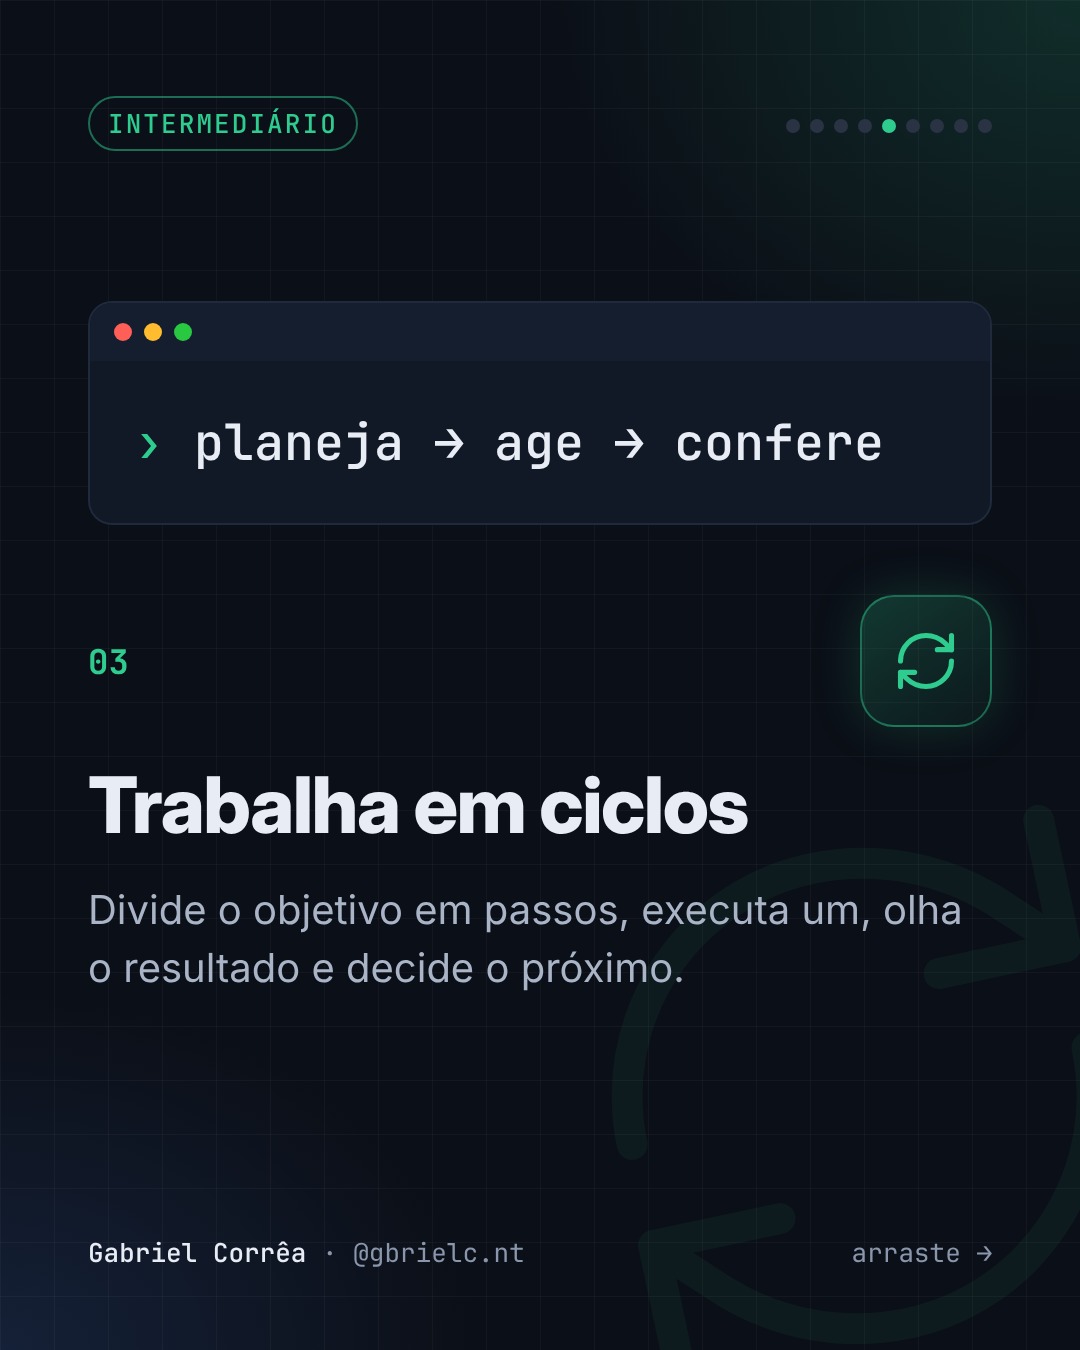 INTERMEDIÁRIO
› planeja → age → confere
03
Trabalha em ciclos
Divide o objetivo em passos, executa um, olha
o resultado e decide o próximo.
Gabriel Corrêa · @gbrielc.nt
arraste →